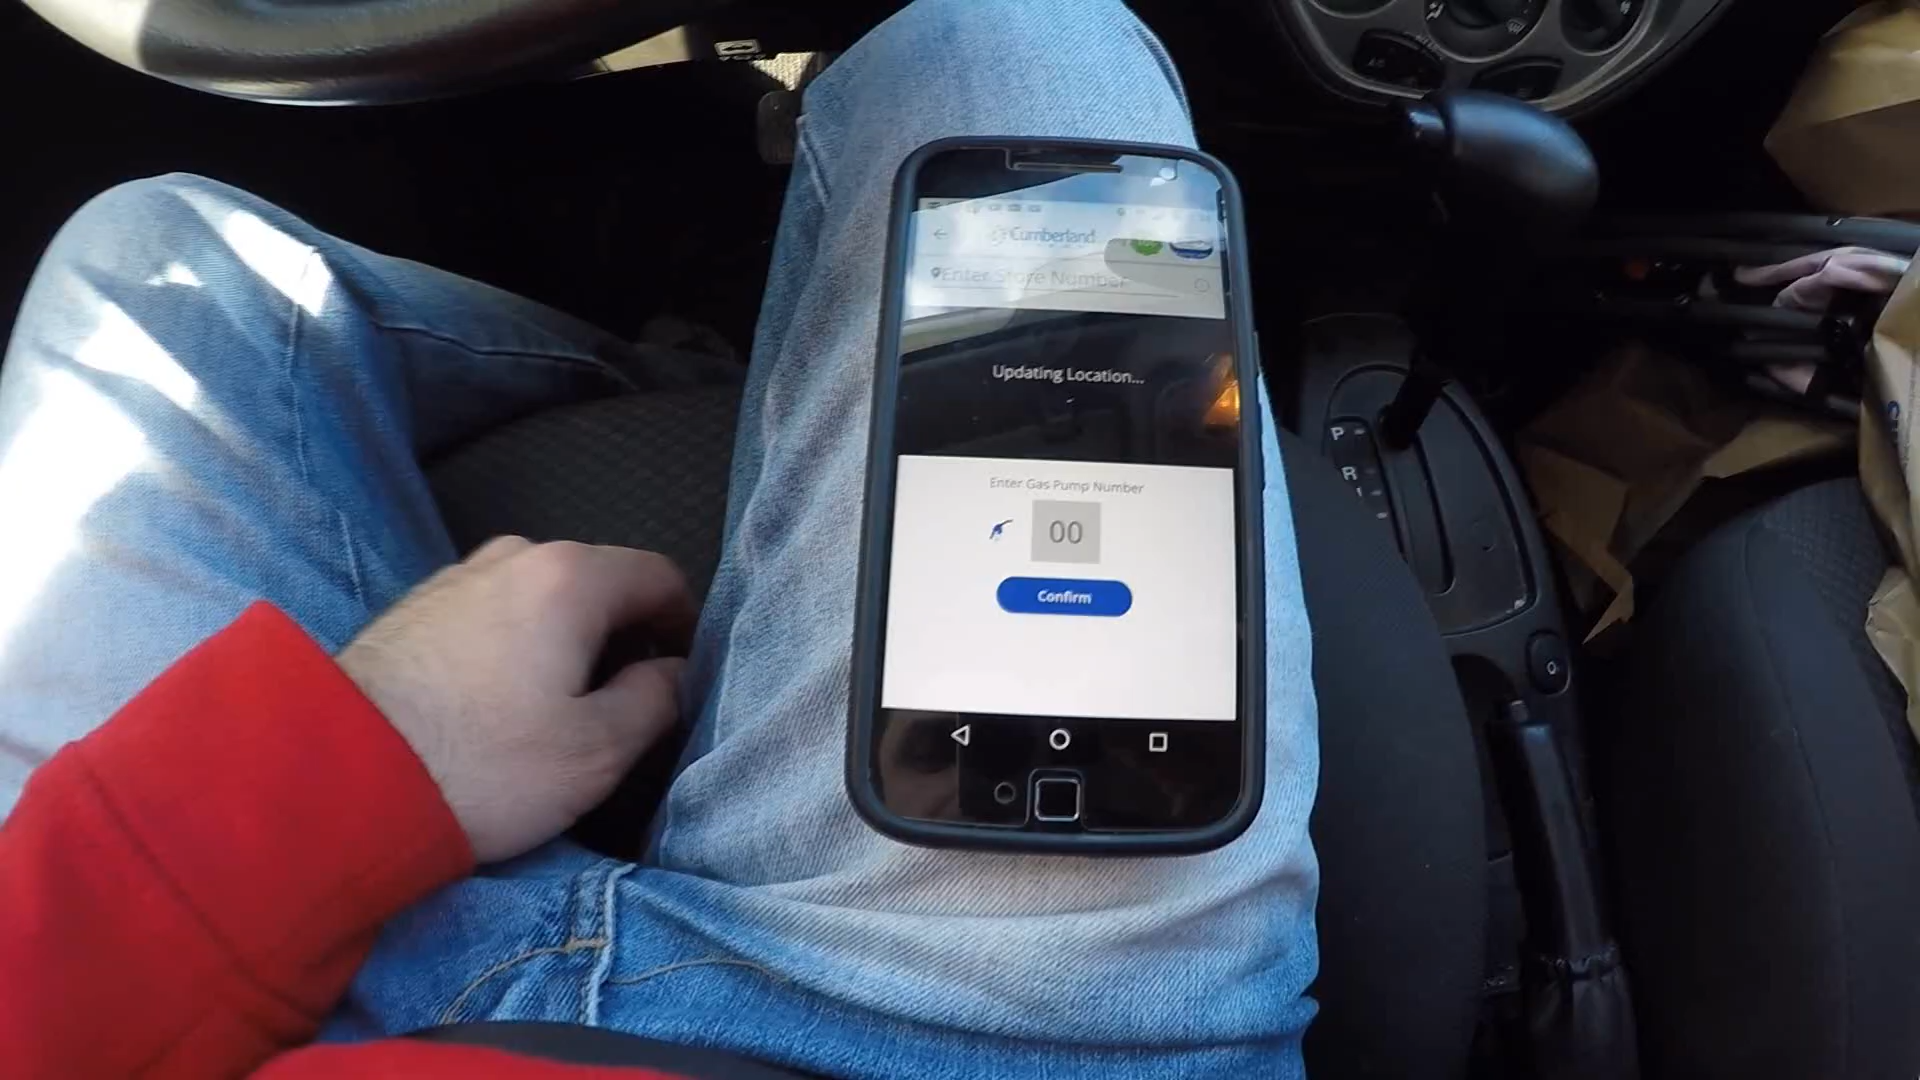 Cumberland
Enter Store Number
Updating Location...
Enter Gas Pump Number
00
Confirm
P
R